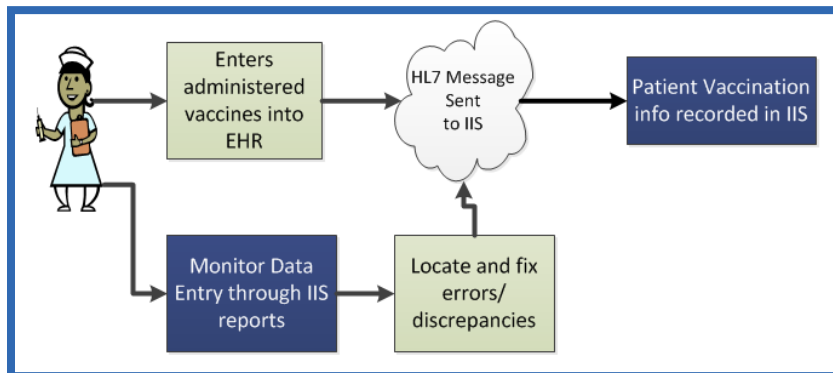 Enters
administered
vaccines into
EHR
HL7 Message
Sent
to IIS
Patient Vaccination
info recorded in IIS
Monitor Data
Entry through IIS
reports
Locate and fix
errors/
discrepancies